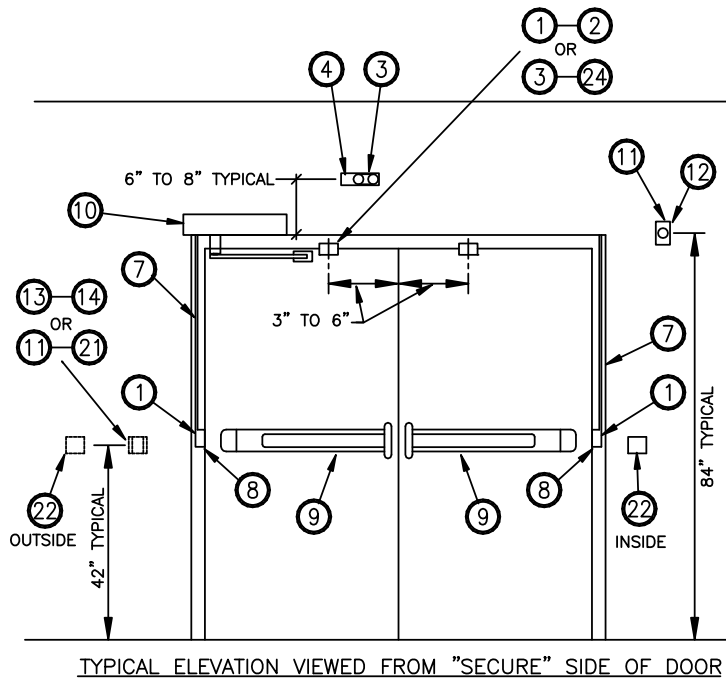 1 2
OR
3 24
4 3
6" TO 8" TYPICAL
11 12
10
13 14
OR
11 21
7
3" TO 6"
7
1
1
8
9
9
8
22
OUTSIDE
42" TYPICAL
84" TYPICAL
22
INSIDE
TYPICAL ELEVATION VIEWED FROM "SECURE" SIDE OF DOOR